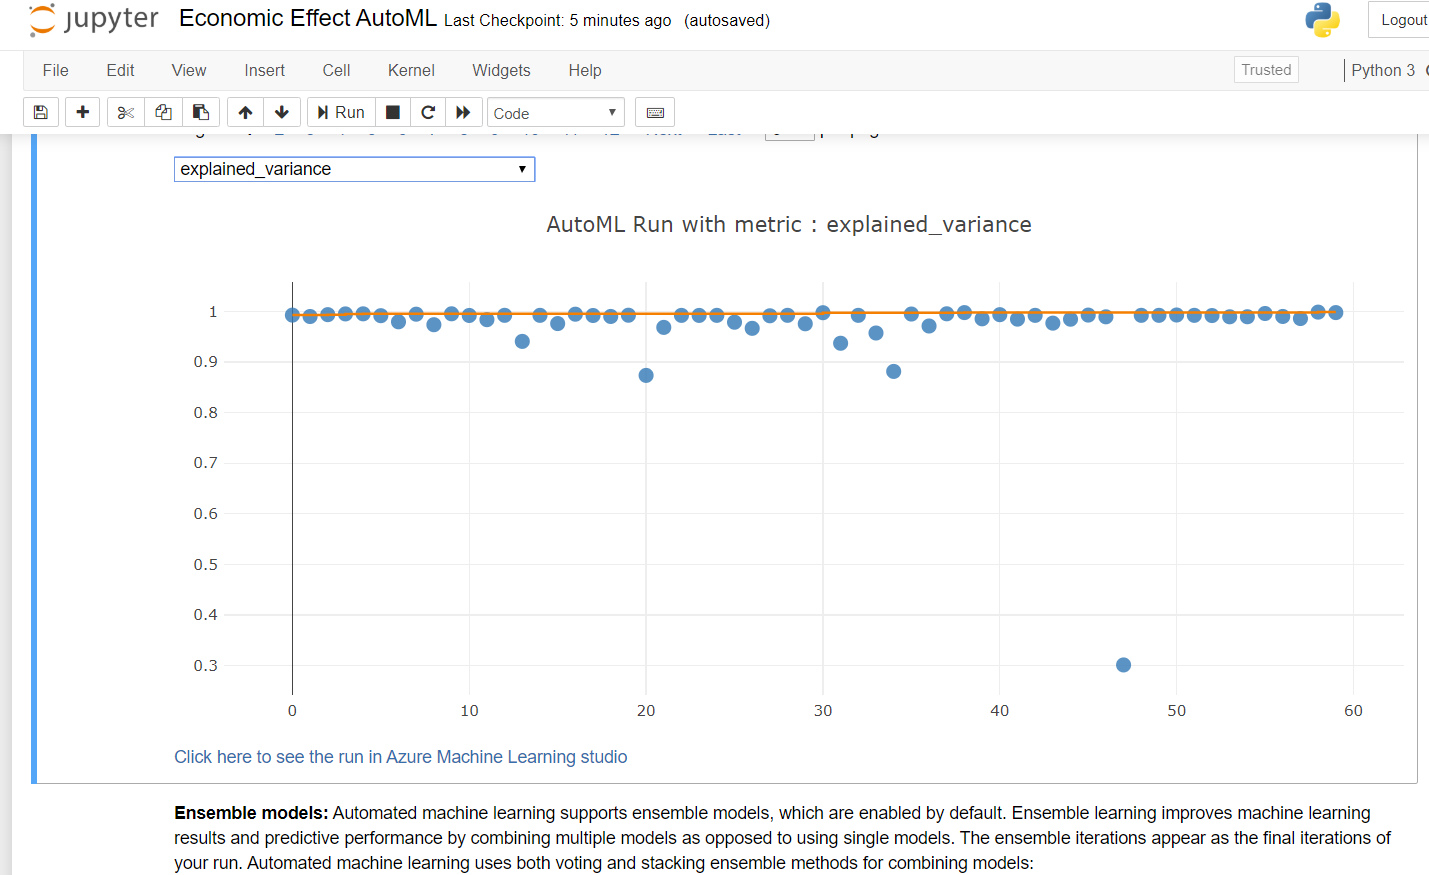 jupyter Economic Effect AutoML Last Checkpoint: 5 minutes ago (autosaved) Logout
File Edit View Insert Cell Kernel Widgets Help Trusted Python 3
Run Code
explained_variance
AutoML Run with metric : explained_variance
1
0.9
0.8
0.7
0.6
0.5
0.4
0.3
0 10 20 30 40 50 60
Click here to see the run in Azure Machine Learning studio
Ensemble models: Automated machine learning supports ensemble models, which are enabled by default. Ensemble learning improves machine learning
results and predictive performance by combining multiple models as opposed to using single models. The ensemble iterations appear as the final iterations of
your run. Automated machine learning uses both voting and stacking ensemble methods for combining models: